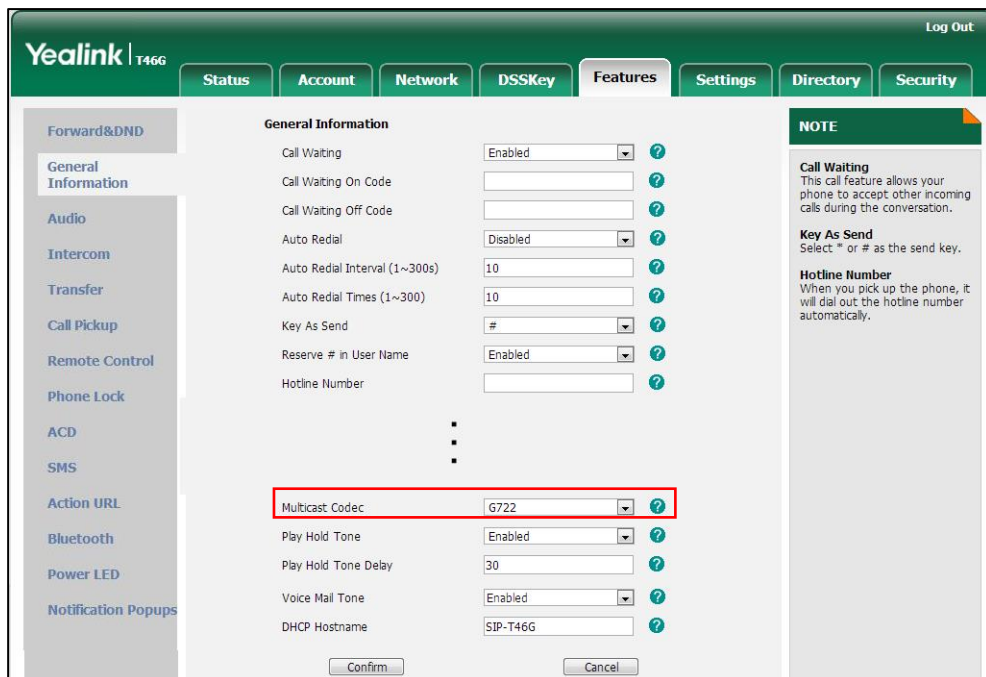 Log Out
Yealink T46G
Status Account Network DSSKey Features Settings Directory Security
Forward&DND
General
Information
Audio
Intercom
Transfer
Call Pickup
Remote Control
Phone Lock
ACD
SMS
Action URL
Bluetooth
Power LED
Notification Popups
General Information
Call Waiting Enabled ?
Call Waiting On Code ?
Call Waiting Off Code ?
Auto Redial Disabled ?
Auto Redial Interval (1~300s) 10 ?
Auto Redial Times (1~300) 10 ?
Key As Send # ?
Reserve # in User Name Enabled ?
Hotline Number ?
Multicast Codec G722 ?
Play Hold Tone Enabled ?
Play Hold Tone Delay 30 ?
Voice Mail Tone Enabled ?
DHCP Hostname SIP-T46G ?
Confirm Cancel
NOTE
Call Waiting
This call feature allows your
phone to accept other incoming
calls during the conversation.
Key As Send
Select * or # as the send key.
Hotline Number
When you pick up the phone, it
will dial out the hotline number
automatically.